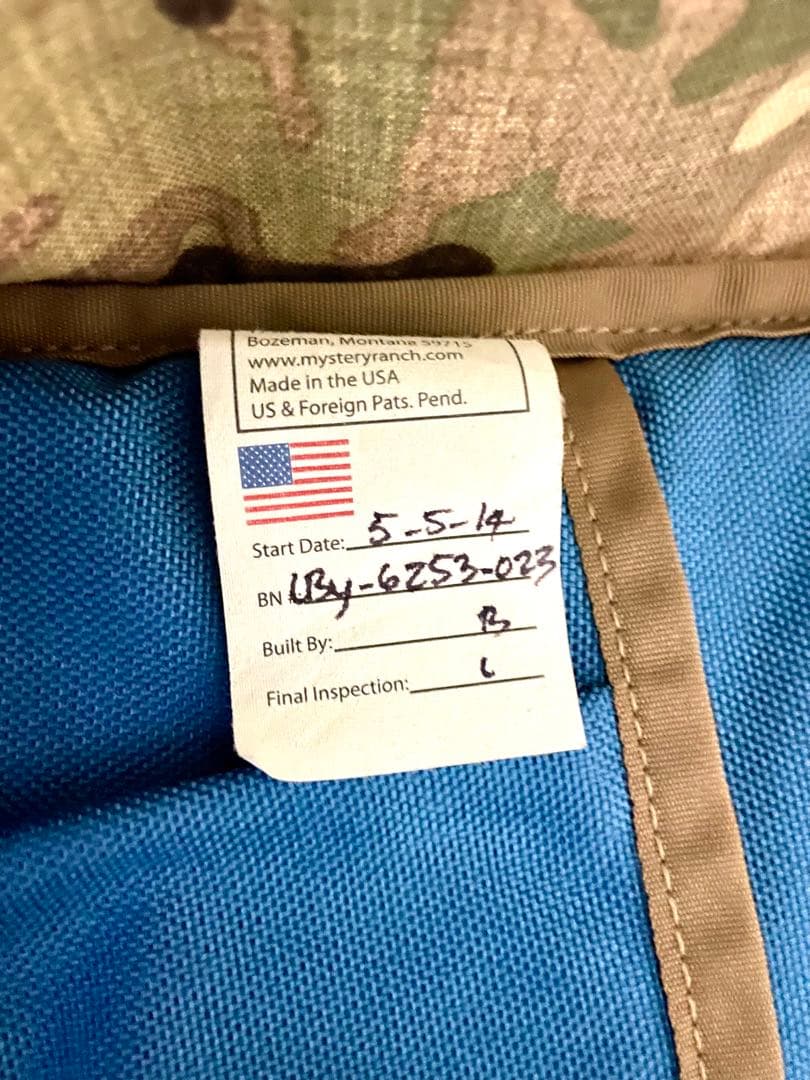 Bozeman, Montana 59715
www.mysteryranch.com
Made in the USA
US & Foreign Pats. Pend.
Start Date: 5-5-14
BN #: LBy-6253-023
Built By: B
Final Inspection: L